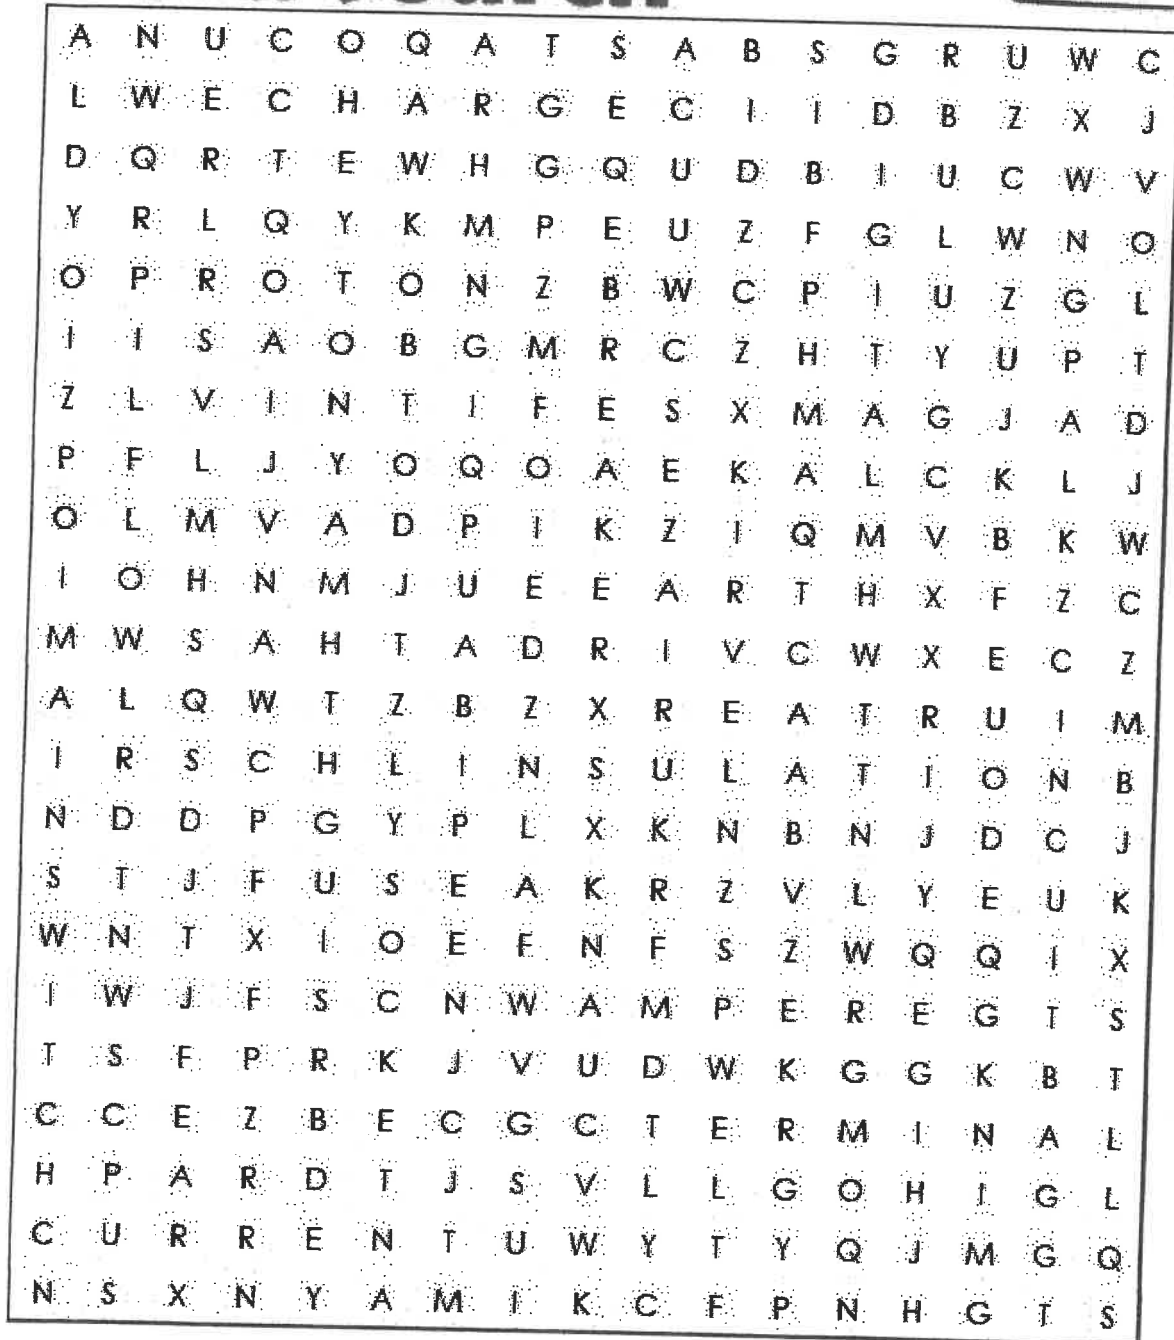 A N U C O Q A T S A B S G R U W C
L W E C H A R G E C I I D B Z X J
D Q R T E W H G Q U D B I U C W V
Y R L Q Y K M P E U Z F G L W N O
O P R O T O N Z B W C P I U Z G L
I I S A O B G M R C Z H T Y U P T
Z L V I N T I F E S X M A G J A D
P F L J Y O Q O A E K A L C K L J
O L M V A D P I K Z I Q M V B K W
I O H N M J U E E A R T H X F Z C
M W S A H T A D R I V C W X E C Z
A L Q W T Z B Z X R E A T R U I M
I R S C H L I N S U L A T I O N B
N D D P G Y P L X K N B N J D C J
S T J F U S E A K R Z V L Y E U K
W N T X I O E F N F S Z W Q Q I X
I W J F S C N W A M P E R E G T S
T S F P R K J V U D W K G G K B T
C C E Z B E C G C T E R M I N A L
H P A R D T J S V L L G O H I G L
C U R R E N T U W Y T Y Q J M G Q
N S X N Y A M I K C F P N H G T S